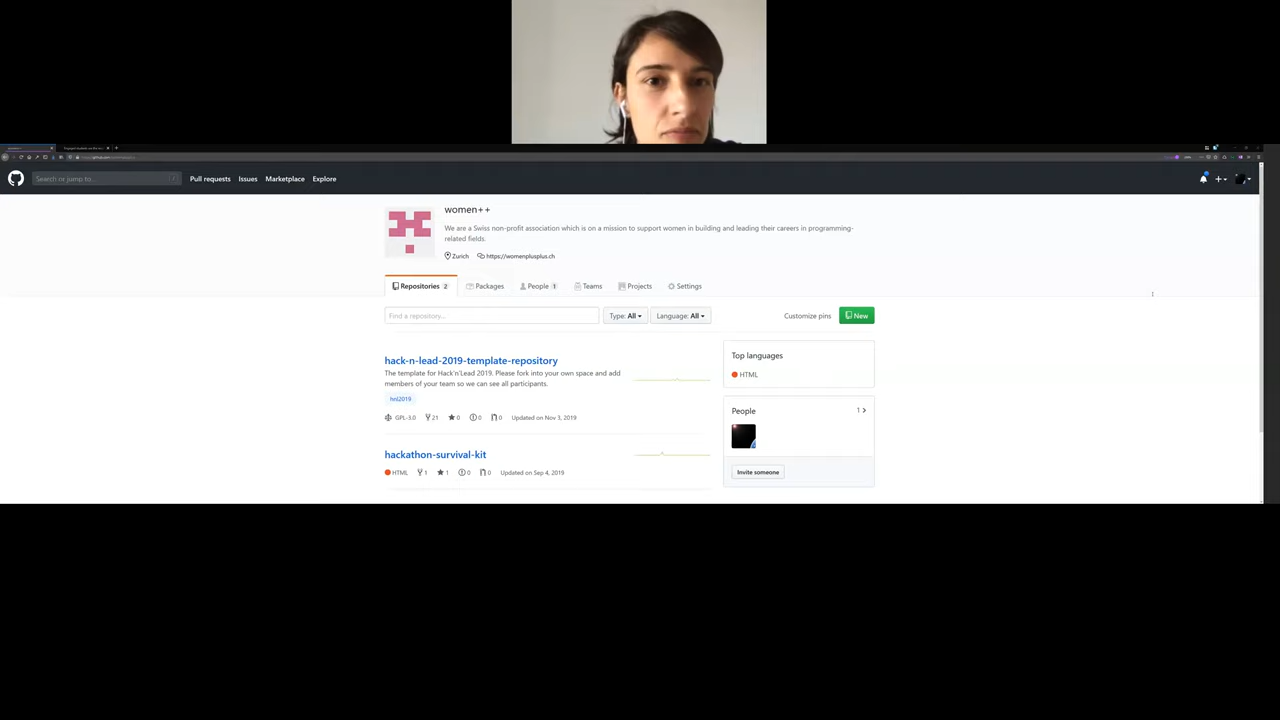 Search or jump to...
/
Pull requests
Issues
Marketplace
Explore
women++
We are a Swiss non-profit association which is on a mission to support women in building and leading their careers in programming-
related fields.
Zurich
https://womenplusplus.ch
Repositories 2
Packages
People 1
Teams
Projects
Settings
Find a repository...
Type: All
Language: All
Customize pins
New
hack-n-lead-2019-template-repository
The template for Hack'n'Lead 2019. Please fork into your own space and add
members of your team so we can see all participants.
hnl2019
GPL-3.0 21 0 0 0 Updated on Nov 3, 2019
hackathon-survival-kit
HTML 1 1 0 0 Updated on Sep 4, 2019
Top languages
HTML
People
1
Invite someone